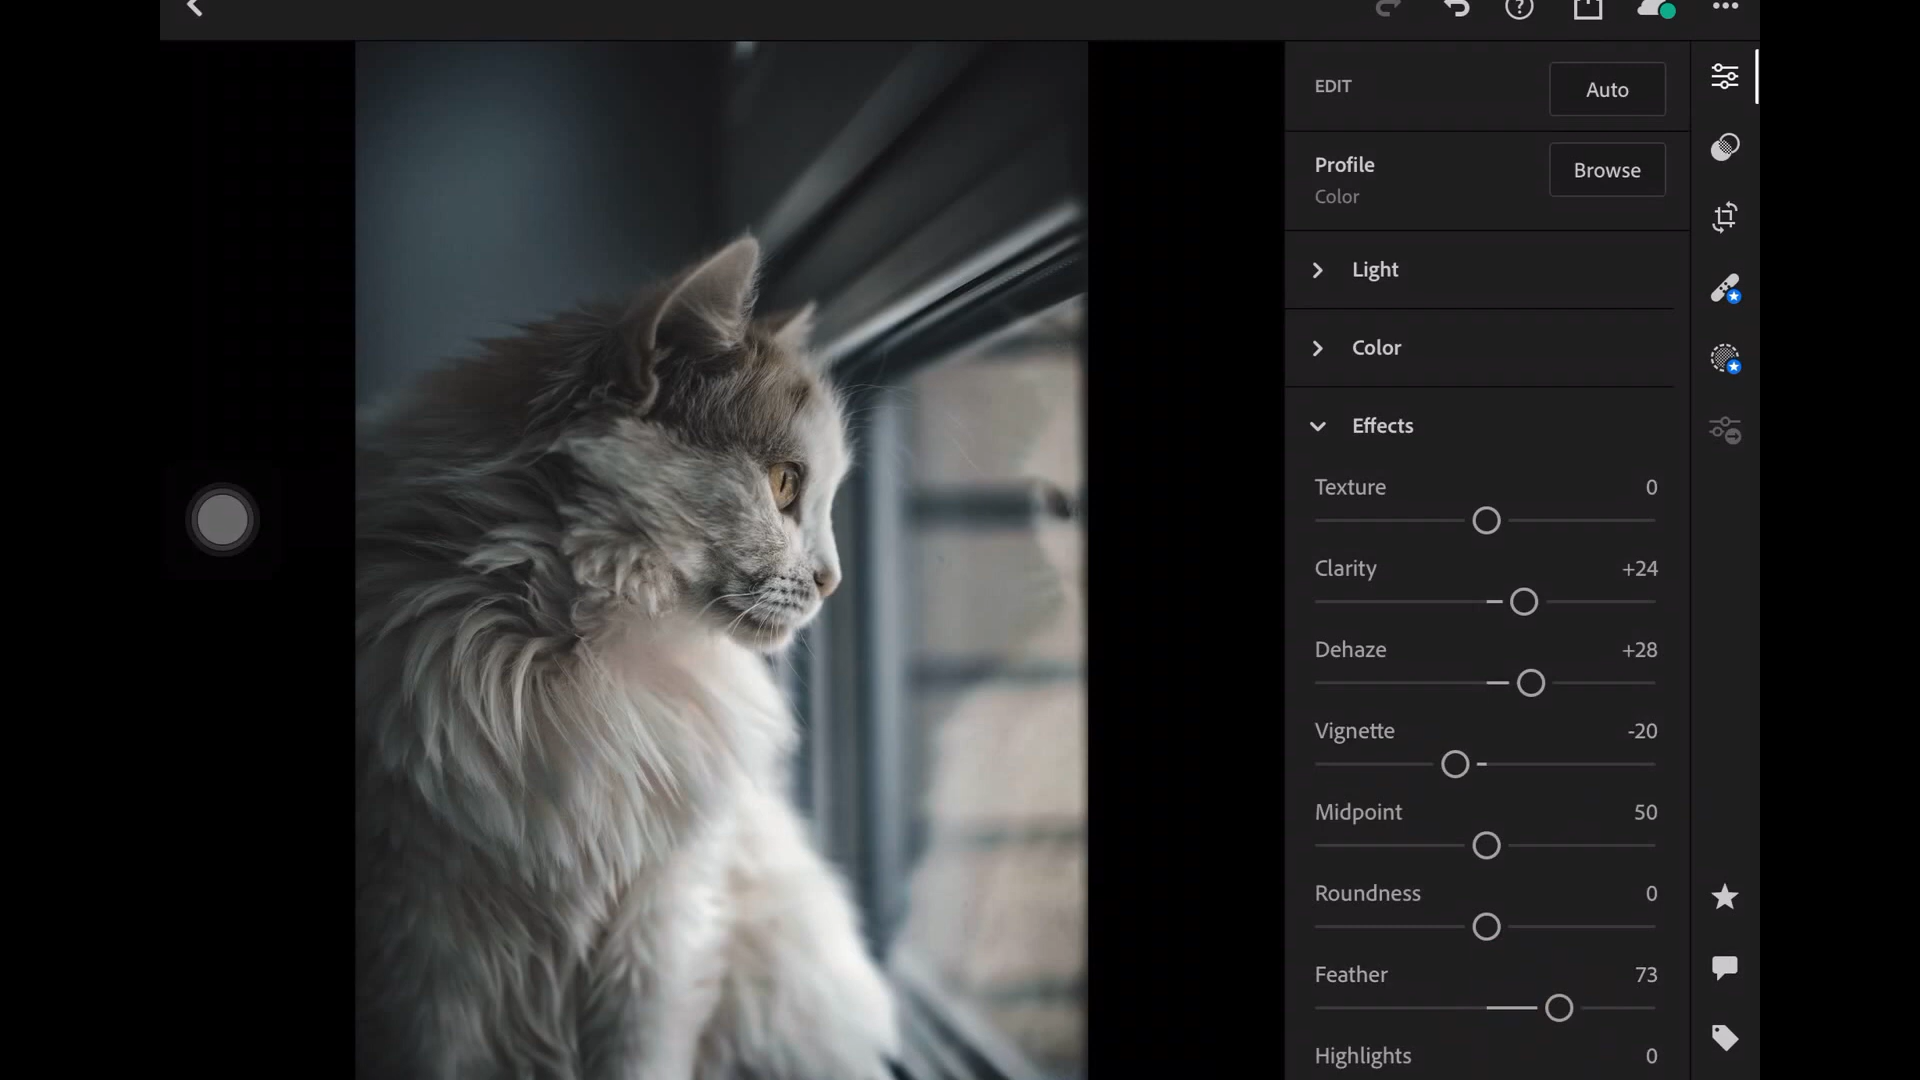 EDIT
Auto
Profile
Browse
Color
Light
Color
Effects
Texture 0
Clarity +24
Dehaze +28
Vignette -20
Midpoint 50
Roundness 0
Feather 73
Highlights 0